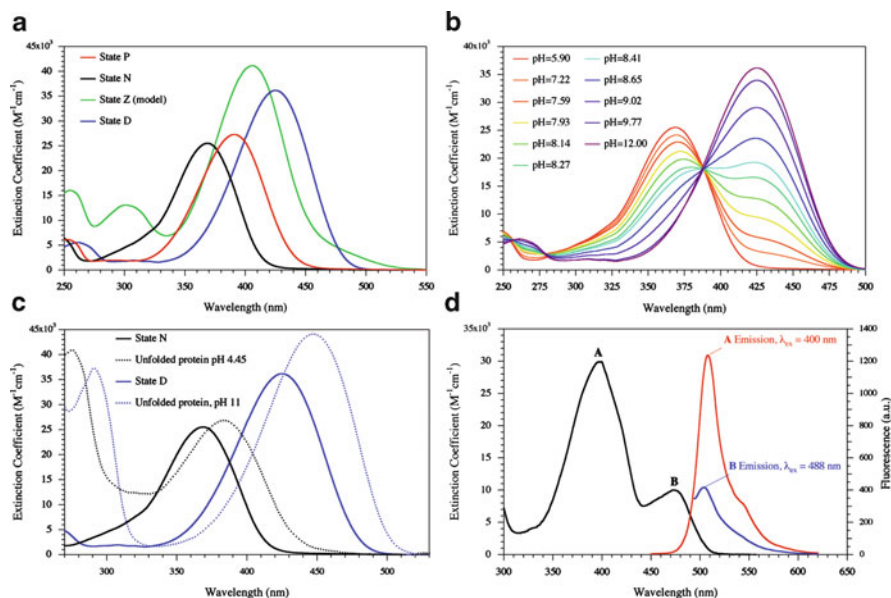 a
45x10³
40
35
30
25
20
15
10
5
0
Extinction Coefficient (M⁻¹cm⁻¹)
State P
State N
State Z (model)
State D
250 300 350 400 450 500 550
Wavelength (nm)
b
40x10³
35
30
25
20
15
10
5
0
Extinction Coefficient (M⁻¹cm⁻¹)
pH=5.90 pH=8.41
pH=7.22 pH=8.65
pH=7.59 pH=9.02
pH=7.93 pH=9.77
pH=8.14 pH=12.00
pH=8.27
250 275 300 325 350 375 400 425 450 475 500
Wavelength (nm)
c
45x10³
40
35
30
25
20
15
10
5
0
Extinction Coefficient (M⁻¹cm⁻¹)
State N
Unfolded protein pH 4.45
State D
Unfolded protein, pH 11
300 350 400 450 500
Wavelength (nm)
d
35x10³
30
25
20
15
10
5
0
Extinction Coefficient (M⁻¹cm⁻¹)
A
B
A Emission, λex = 400 nm
B Emission, λex = 488 nm
1400
1200
1000
800
600
400
200
0
Fluorescence (a.u.)
300 350 400 450 500 550 600 650
Wavelength (nm)